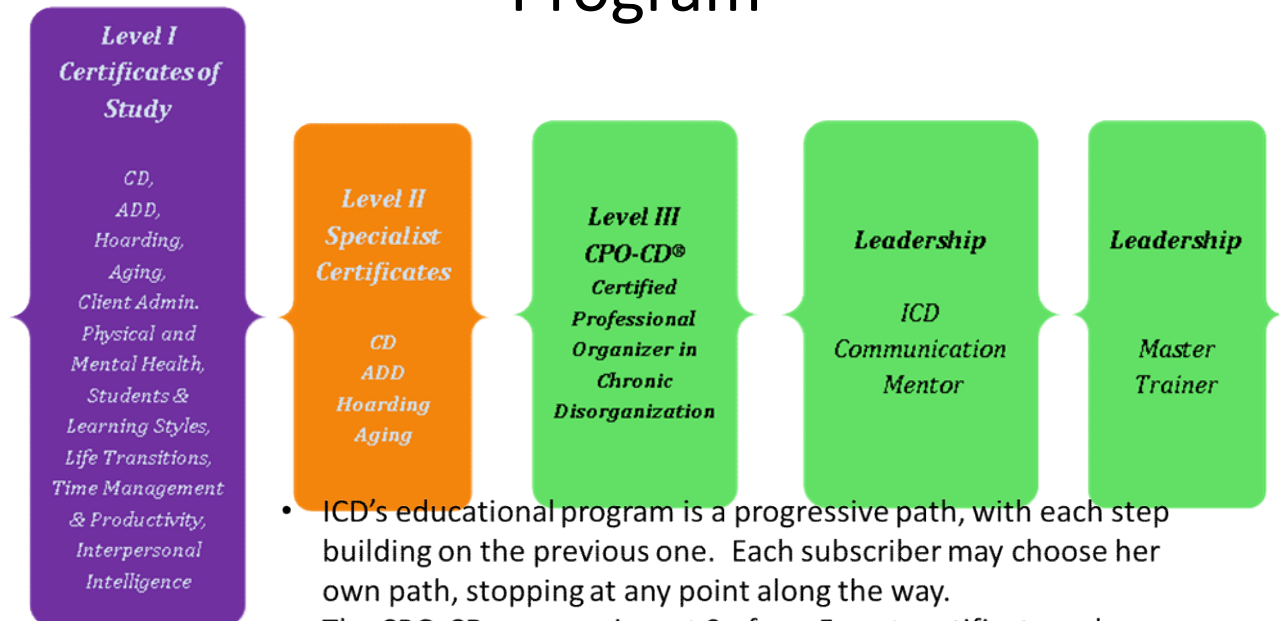 Program
Level I
Certificates of
Study
CD,
ADD,
Hoarding,
Aging,
Client Admin.
Physical and
Mental Health,
Students &
Learning Styles,
Life Transitions,
Time Management
& Productivity,
Interpersonal
Intelligence
Level II
Specialist
Certificates
CD
ADD
Hoarding
Aging
Level III
CPO-CD®
Certified
Professional
Organizer in
Chronic
Disorganization
Leadership
ICD
Communication
Mentor
Leadership
Master
Trainer
• ICD's educational program is a progressive path, with each step
building on the previous one.  Each subscriber may choose her
own path, stopping at any point along the way.